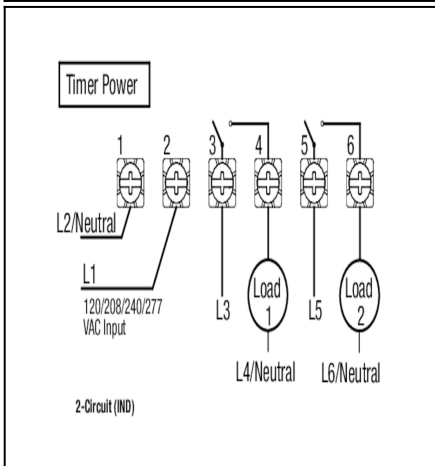 Timer Power
1 2 3 4 5 6
L2/Neutral
L1
120/208/240/277
VAC Input
L3
Load
1
L5
Load
2
L4/Neutral
L6/Neutral
2-Circuit (IND)